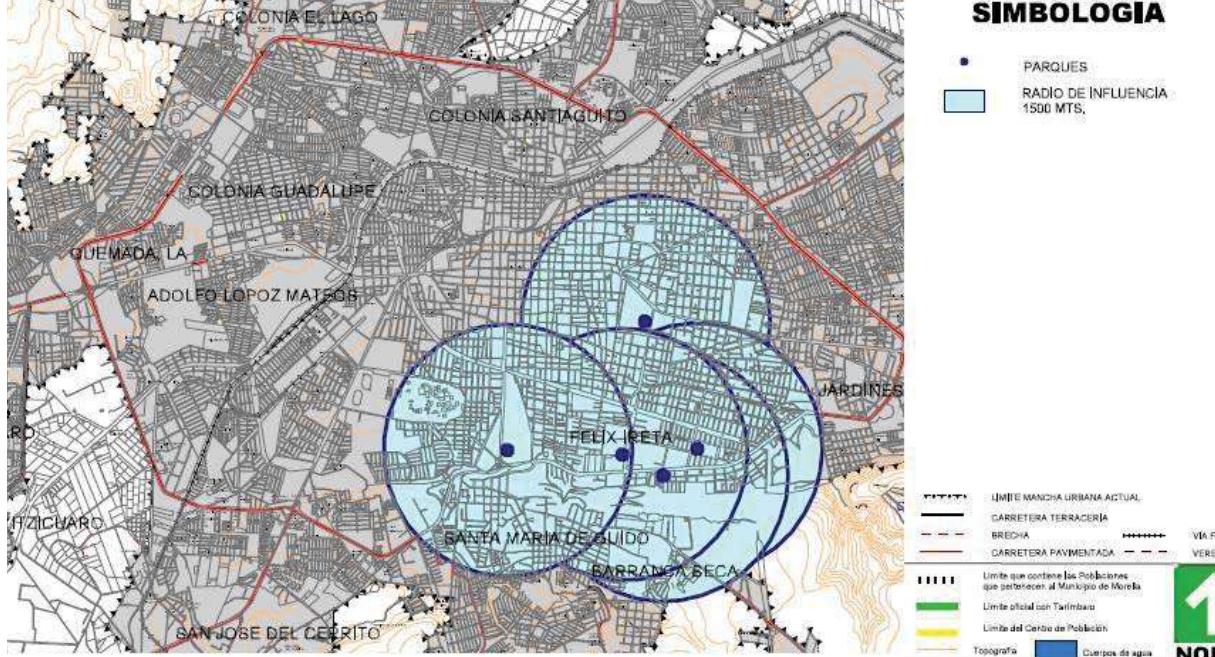 COLONIA EL LAGO
COLONIA SANTIAGUITO
COLONIA GUADALUPE
QUEMADA, LA
ADOLFO LOPOZ MATEOS
JARDINES
FELIX IRETA
SANTA MARIA DE GUIDO
BARRANCA SECA
SAN JOSE DEL CERRITO
SIMBOLOGIA
PARQUES
RADIO DE INFLUENCIA
1500 MTS,
LIMITE MANCHA URBANA ACTUAL
CARRETERA TERRACERIA
BRECHA
CARRETERA PAVIMENTADA
Limite que contiene las Poblaciones
que pertenecen al Municipio de Morelia
Limite oficial con Tarimbaro
Limite del Centro de Población
Topografia
Cuerpos de agua